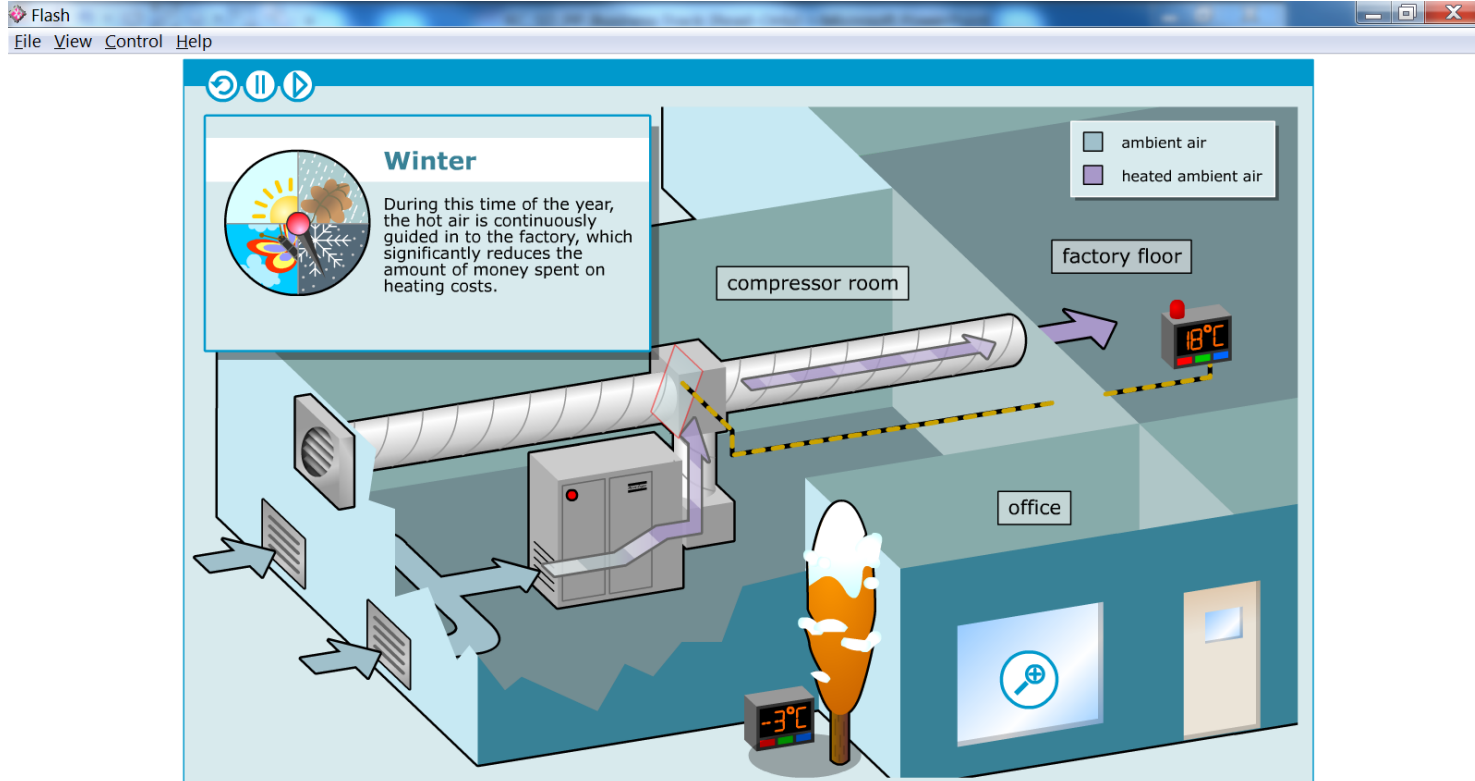 Flash
File View Control Help
Winter
During this time of the year,
the hot air is continuously
guided in to the factory, which
significantly reduces the
amount of money spent on
heating costs.
ambient air
heated ambient air
factory floor
compressor room
18°C
office
-3°C